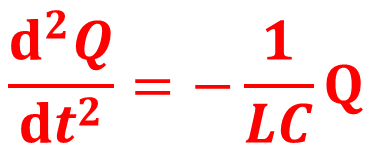 d²Q/dt² = − 1/LC Q